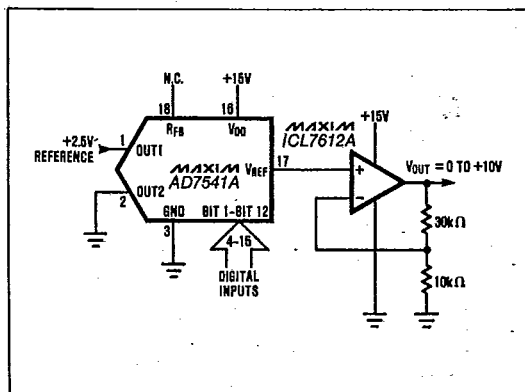 N.C.
+15V
18
16
RFB
VDD
+2.5V
REFERENCE
1
OUT1
MAXIM
AD7541A
VREF
17
OUT2
2
GND
BIT 1-BIT 12
3
4-15
DIGITAL
INPUTS
MAXIM
ICL7612A
+15V
+
−
VOUT = 0 TO +10V
30kΩ
10kΩ